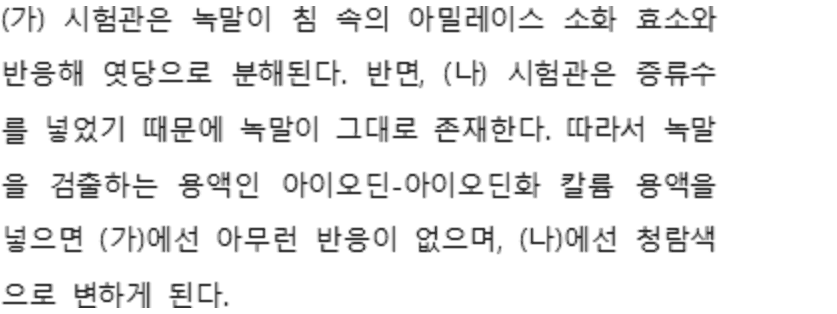 (가) 시험관은 녹말이 침 속의 아밀레이스 소화 효소와
반응해 엿당으로 분해된다. 반면, (나) 시험관은 증류수
를 넣었기 때문에 녹말이 그대로 존재한다. 따라서 녹말
을 검출하는 용액인 아이오딘-아이오딘화 칼륨 용액을
넣으면 (가)에선 아무런 반응이 없으며, (나)에선 청람색
으로 변하게 된다.